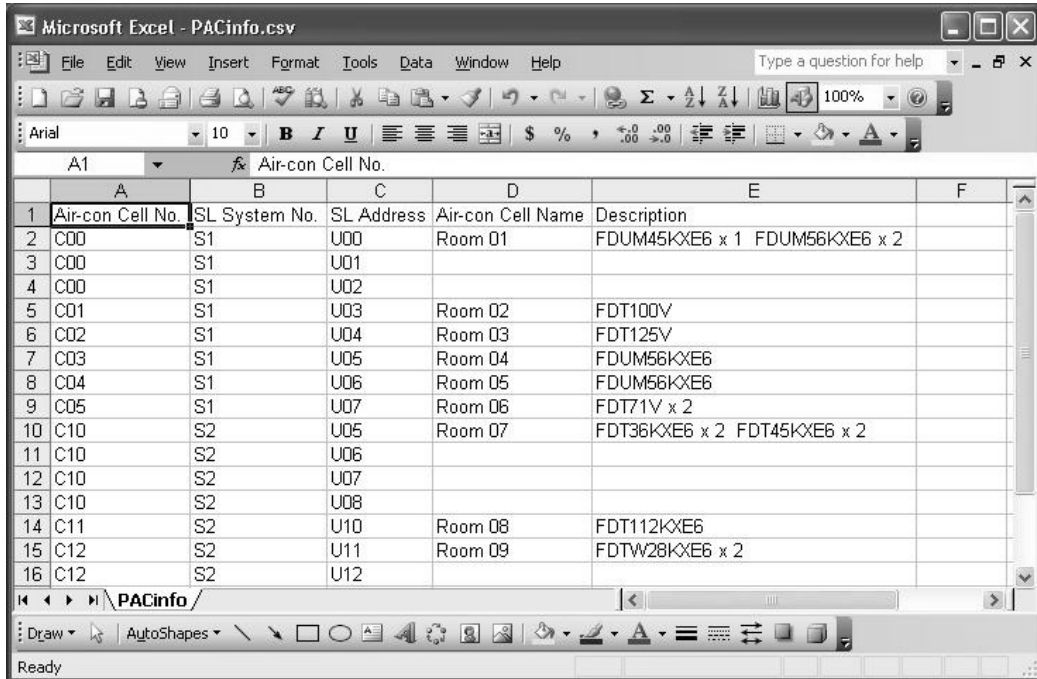 Microsoft Excel - PACinfo.csv
File Edit View Insert Format Tools Data Window Help Type a question for help
100%
Arial 10 B I U $ % , .00 .00
A1 fx Air-con Cell No.
A B C D E F
1 Air-con Cell No. SL System No. SL Address Air-con Cell Name Description
2 C00 S1 U00 Room 01 FDUM45KXE6 x 1 FDUM56KXE6 x 2
3 C00 S1 U01
4 C00 S1 U02
5 C01 S1 U03 Room 02 FDT100V
6 C02 S1 U04 Room 03 FDT125V
7 C03 S1 U05 Room 04 FDUM56KXE6
8 C04 S1 U06 Room 05 FDUM56KXE6
9 C05 S1 U07 Room 06 FDT71V x 2
10 C10 S2 U05 Room 07 FDT36KXE6 x 2 FDT45KXE6 x 2
11 C10 S2 U06
12 C10 S2 U07
13 C10 S2 U08
14 C11 S2 U10 Room 08 FDT112KXE6
15 C12 S2 U11 Room 09 FDTW28KXE6 x 2
16 C12 S2 U12
PACinfo
Draw AutoShapes
Ready